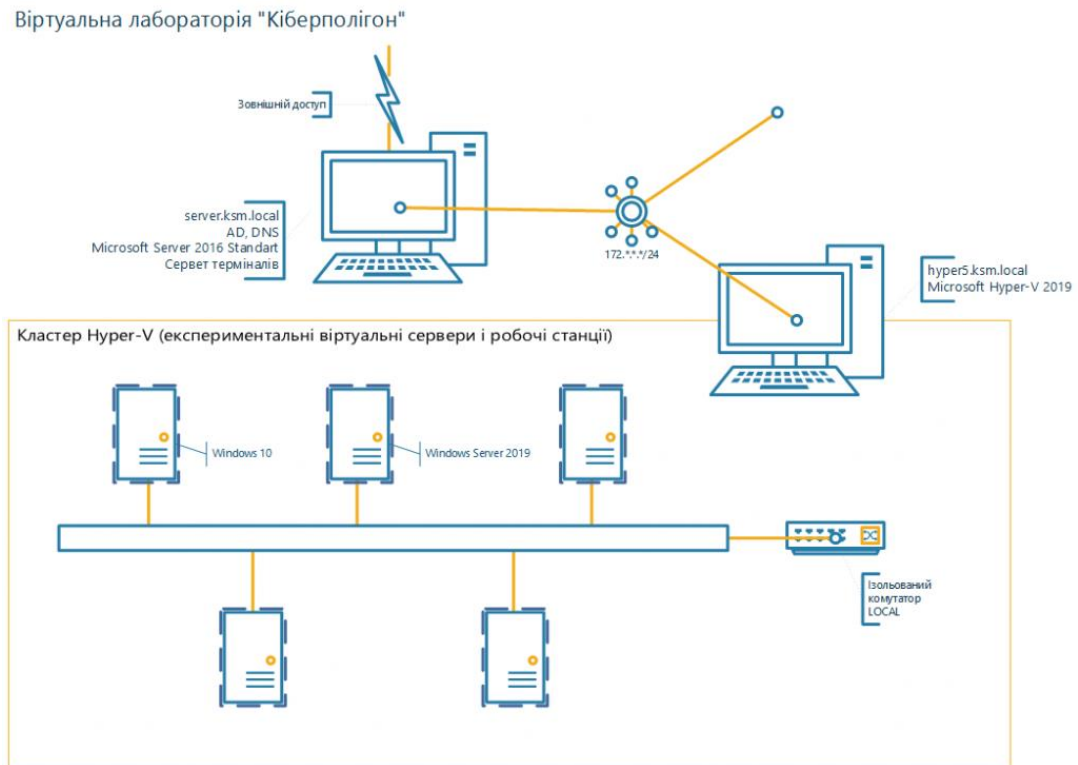 Віртуальна лабораторія "Кіберполігон"
Зовнішній доступ
server.ksm.local
AD, DNS
Microsoft Server 2016 Standart
Сервет терміналів
172.*.*.*/24
hyper5.ksm.local
Microsoft Hyper-V 2019
Кластер Hyper-V (експериментальні віртуальні сервери і робочі станції)
Windows 10
Windows Server 2019
Ізольований
комутатор
LOCAL